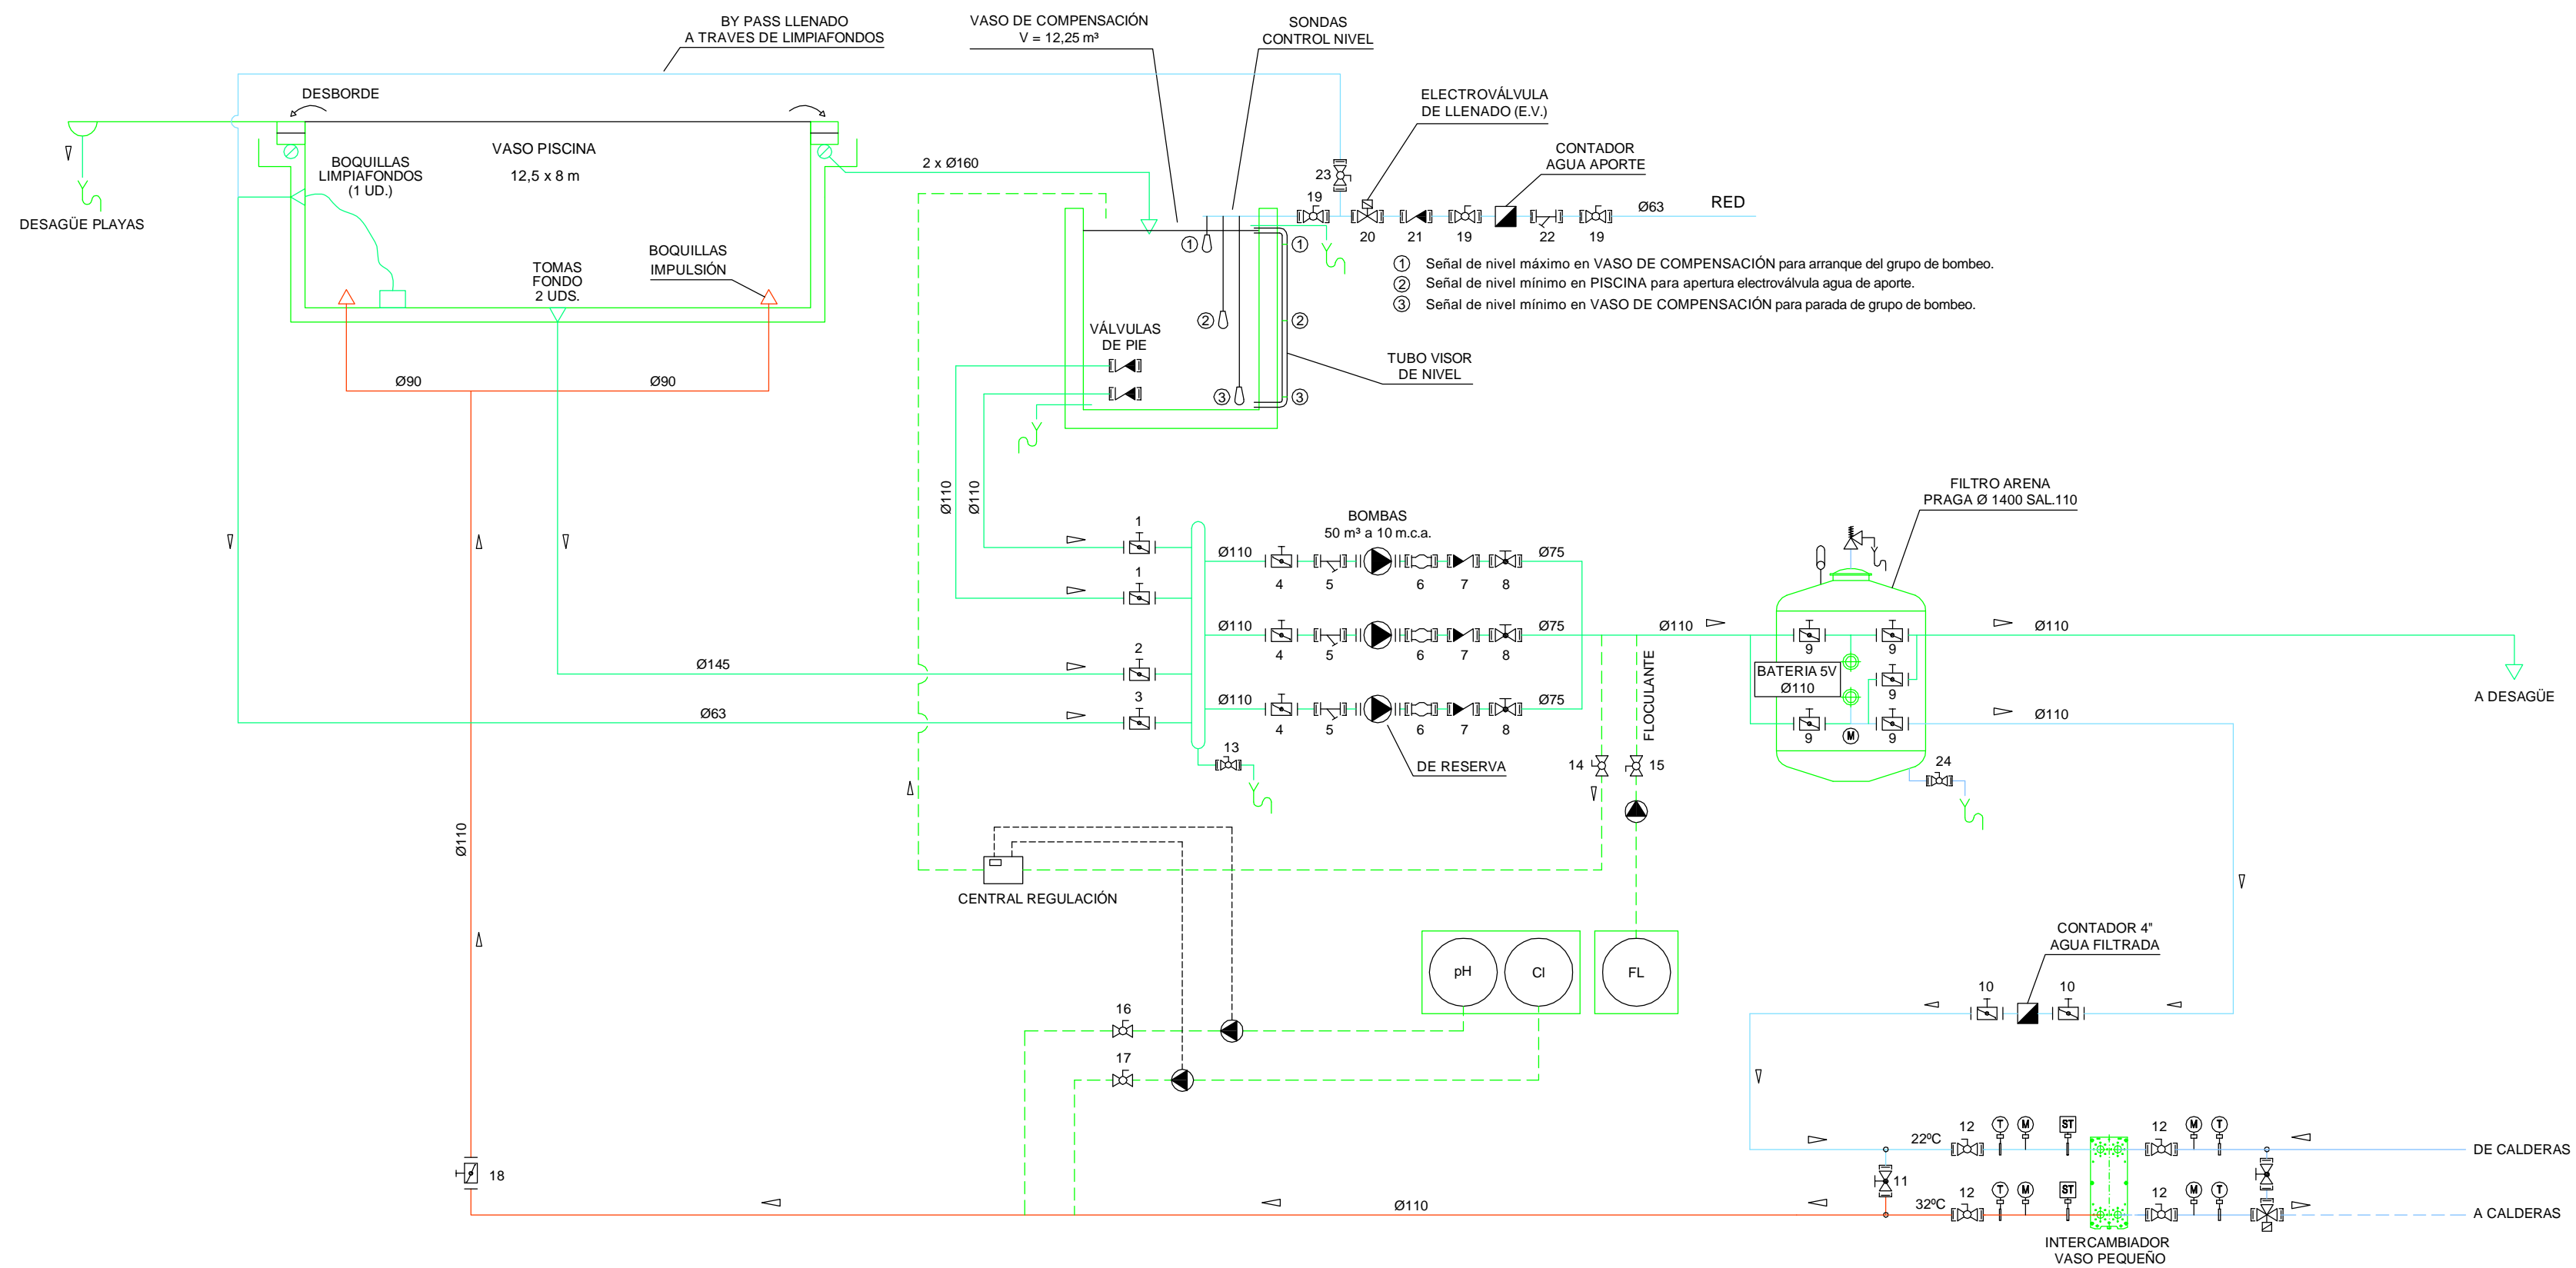 BY PASS LLENADO
A TRAVES DE LIMPIAFONDOS
VASO DE COMPENSACIÓN
V = 12,25 m³
SONDAS
CONTROL NIVEL
ELECTROVÁLVULA
DE LLENADO (E.V.)
CONTADOR
AGUA APORTE
DESBORDE
VASO PISCINA
12,5 x 8 m
BOQUILLAS
LIMPIAFONDOS
(1 UD.)
2 x Ø160
DESAGÜE PLAYAS
BOQUILLAS
IMPULSIÓN
TOMAS
FONDO
2 UDS.
Ø90
Ø90
23
19
20
21
19
22
19
Ø63
RED
1
1
2
2
3
3
1 Señal de nivel máximo en VASO DE COMPENSACIÓN para arranque del grupo de bombeo.
2 Señal de nivel mínimo en PISCINA para apertura electroválvula agua de aporte.
3 Señal de nivel mínimo en VASO DE COMPENSACIÓN para parada de grupo de bombeo.
VÁLVULAS
DE PIE
TUBO VISOR
DE NIVEL
Ø110
Ø110
1
1
2
3
Ø145
Ø63
13
BOMBAS
50 m³ a 10 m.c.a.
Ø110
4
5
6
7
8
Ø75
Ø110
4
5
6
7
8
Ø75
Ø110
4
5
6
7
8
Ø75
DE RESERVA
Ø110
FLOCULANTE
14
15
FILTRO ARENA
PRAGA Ø 1400 SAL.110
9
9
BATERIA 5V
Ø110
9
9
M
9
24
Ø110
Ø110
A DESAGÜE
Ø110
CENTRAL REGULACIÓN
pH
Cl
FL
16
17
18
CONTADOR 4"
AGUA FILTRADA
10
10
22ºC
12
T
M
ST
12
M
T
DE CALDERAS
11
32ºC
12
T
M
ST
12
M
T
A CALDERAS
Ø110
INTERCAMBIADOR
VASO PEQUEÑO